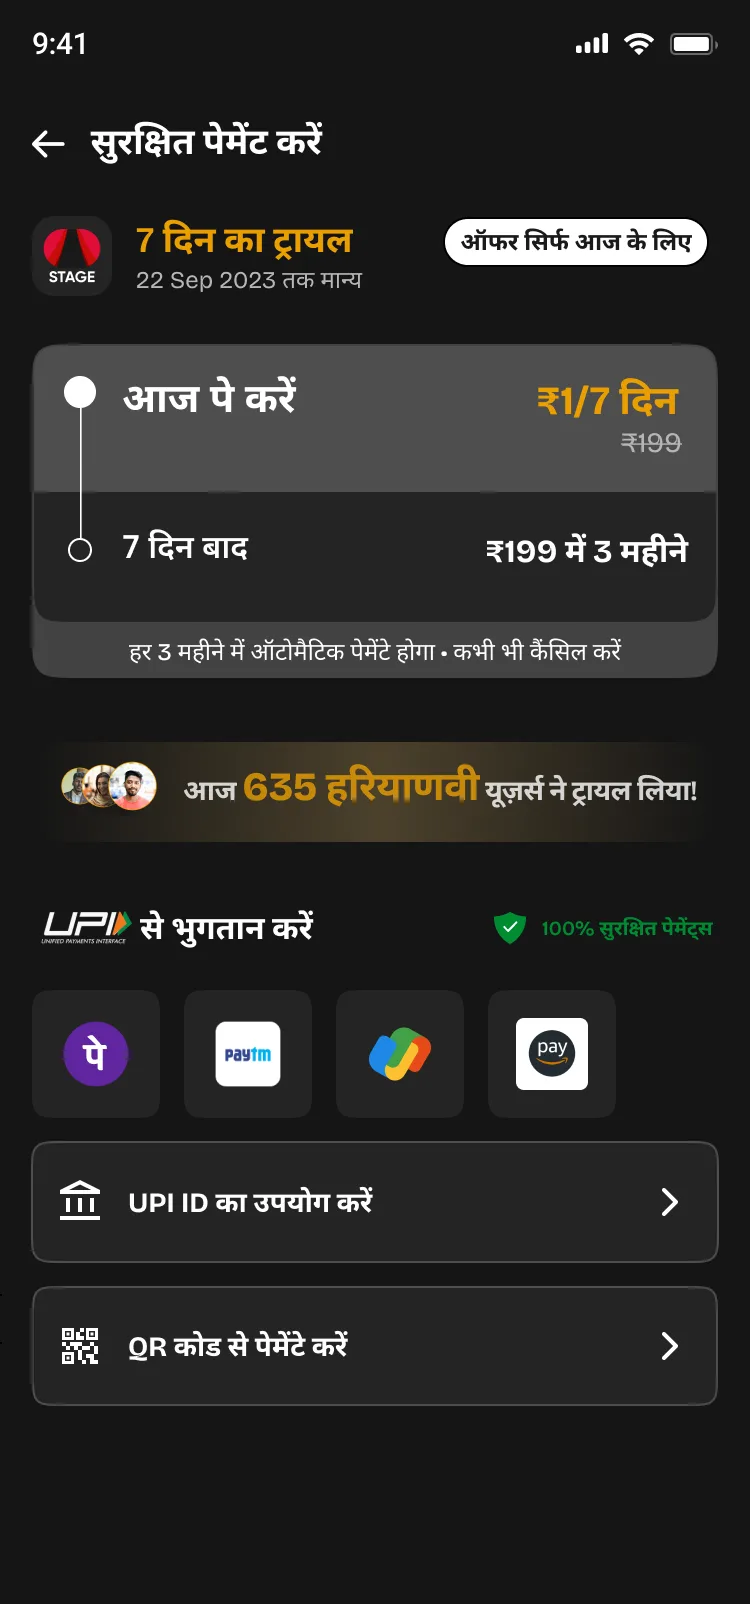 9:41
सुरक्षित पेमेंट करें
STAGE
7 दिन का ट्रायल
22 Sep 2023 तक मान्य
ऑफर सिर्फ आज के लिए
आज पे करें
₹1/7 दिन
₹199
7 दिन बाद
₹199 में 3 महीने
हर 3 महीने में ऑटोमैटिक पेमेंटे होगा • कभी भी कैंसिल करें
आज 635 हरियाणवी यूज़र्स ने ट्रायल लिया!
UPI से भुगतान करें
UNIFIED PAYMENTS INTERFACE
100% सुरक्षित पेमेंट्स
पे
paytm
pay
UPI ID का उपयोग करें
QR कोड से पेमेंटे करें